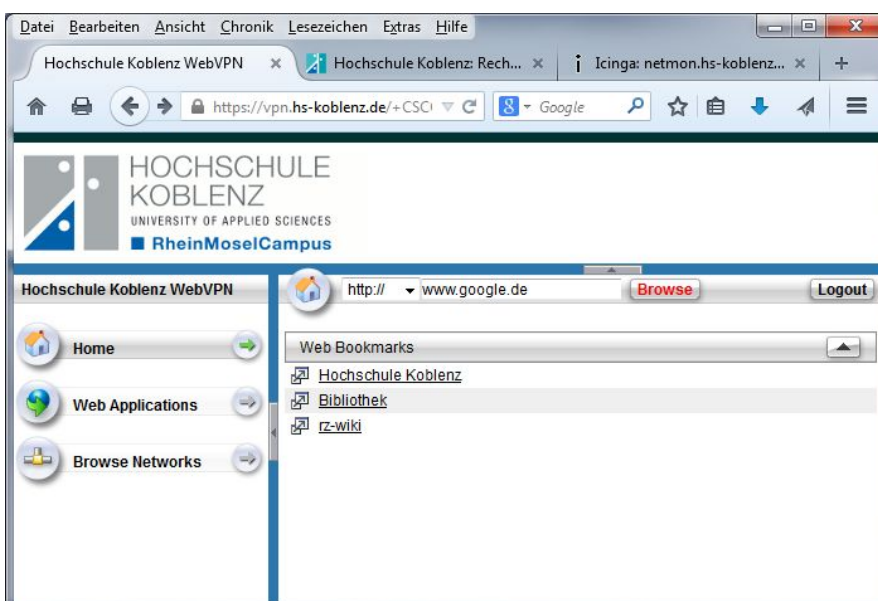 Datei Bearbeiten Ansicht Chronik Lesezeichen Extras Hilfe
Hochschule Koblenz WebVPN × Hochschule Koblenz: Rech... × Icinga: netmon.hs-koblenz... × +
https://vpn.hs-koblenz.de/+CSC 8 Google
HOCHSCHULE
KOBLENZ
UNIVERSITY OF APPLIED SCIENCES
RheinMoselCampus
Hochschule Koblenz WebVPN
http:// www.google.de Browse Logout
Home
Web Applications
Browse Networks
Web Bookmarks
Hochschule Koblenz
Bibliothek
rz-wiki